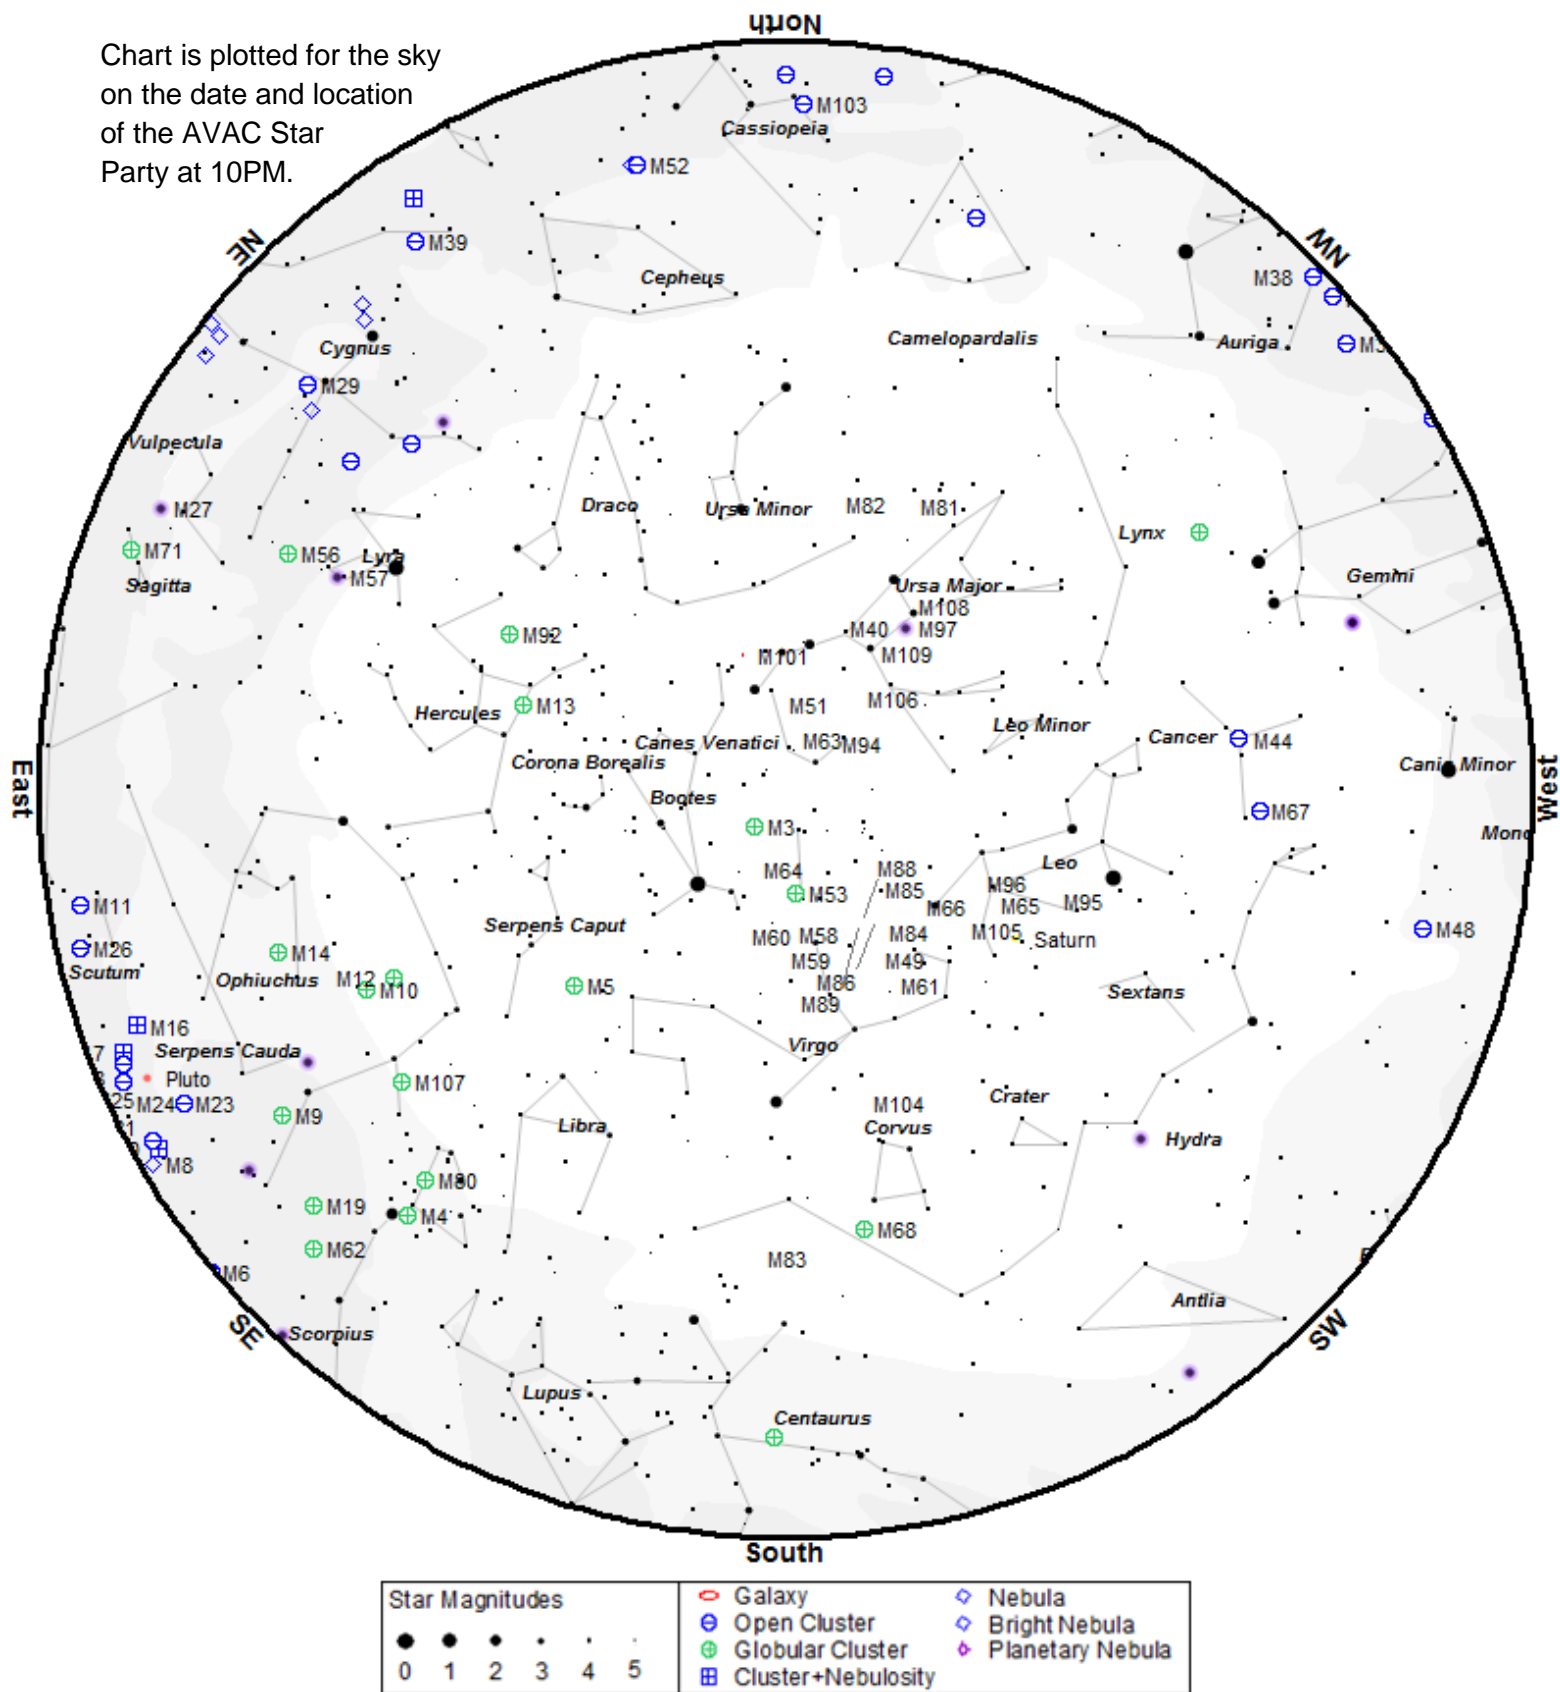 North
Chart is plotted for the sky
on the date and location
of the AVAC Star
Party at 10PM.
M103
Cassiopeia
M52
NE
M39
NW
Cepheus
M38
Camelopardalis
Auriga
Cygnus
M29
Vulpecula
M27
Draco
Ursa Minor
M82
M81
Lynx
M71
M56
Lyra
M57
Sagitta
Gemini
Ursa Major
M108
M92
M40
M97
M101
M109
M13
M51
M106
Hercules
Leo Minor
Canes Venatici
M63
M94
Cancer
M44
Corona Borealis
Canis Minor
East
West
Bootes
M3
M67
Leo
M64
M88
M85
M53
M96
M66
M65
M95
M11
Serpens Caput
M60
M58
M84
M105
Saturn
M48
M26
Scutum
M14
Ophiuchus
M12
M10
M59
M49
M5
M86
M61
M89
Sextans
M16
Serpens Cauda
Virgo
Pluto
M107
M24
M23
M9
Crater
M104
Corvus
Libra
Hydra
M8
M80
M19
M4
M68
M62
M83
M6
Antlia
SE
Scorpius
SW
Lupus
Centaurus
South
Star Magnitudes
0 1 2 3 4 5
Galaxy
Open Cluster
Globular Cluster
Cluster+Nebulosity
Nebula
Bright Nebula
Planetary Nebula